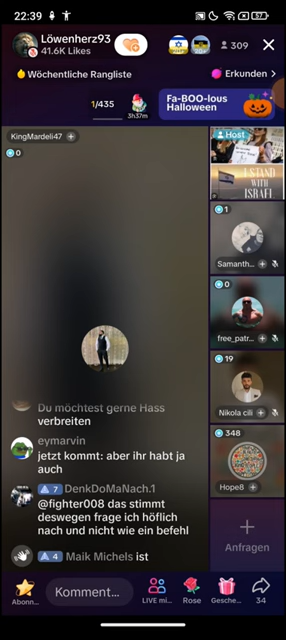 22:39
57
Löwenherz93
41.6K Likes
309
Wöchentliche Rangliste
Erkunden >
1/435
3h37m
Fa-BOO-lous
Halloween
KingMardeli47
0
Host
I STAND
WITH
ISRAEL
1
Samanth...
0
free_patr...
19
Nikola cili
348
Hope8
Du möchtest gerne Hass
verbreiten
eymarvin
jetzt kommt: aber ihr habt ja
auch
7 DenkDoMaNach.1
@fighter008 das stimmt
deswegen frage ich höflich
nach und nicht wie ein befehl
4 Maik Michels ist
Anfragen
Abonn...
Komment...
LIVE mi...
Rose
Gesche...
34